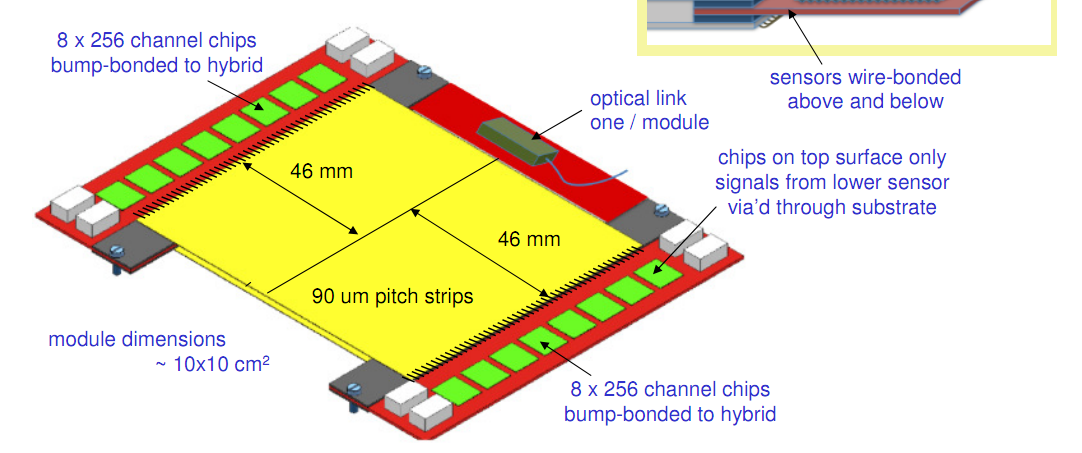 8 x 256 channel chips
bump-bonded to hybrid
sensors wire-bonded
above and below
optical link
one / module
chips on top surface only
signals from lower sensor
via'd through substrate
46 mm
46 mm
90 um pitch strips
module dimensions
~ 10x10 cm²
8 x 256 channel chips
bump-bonded to hybrid